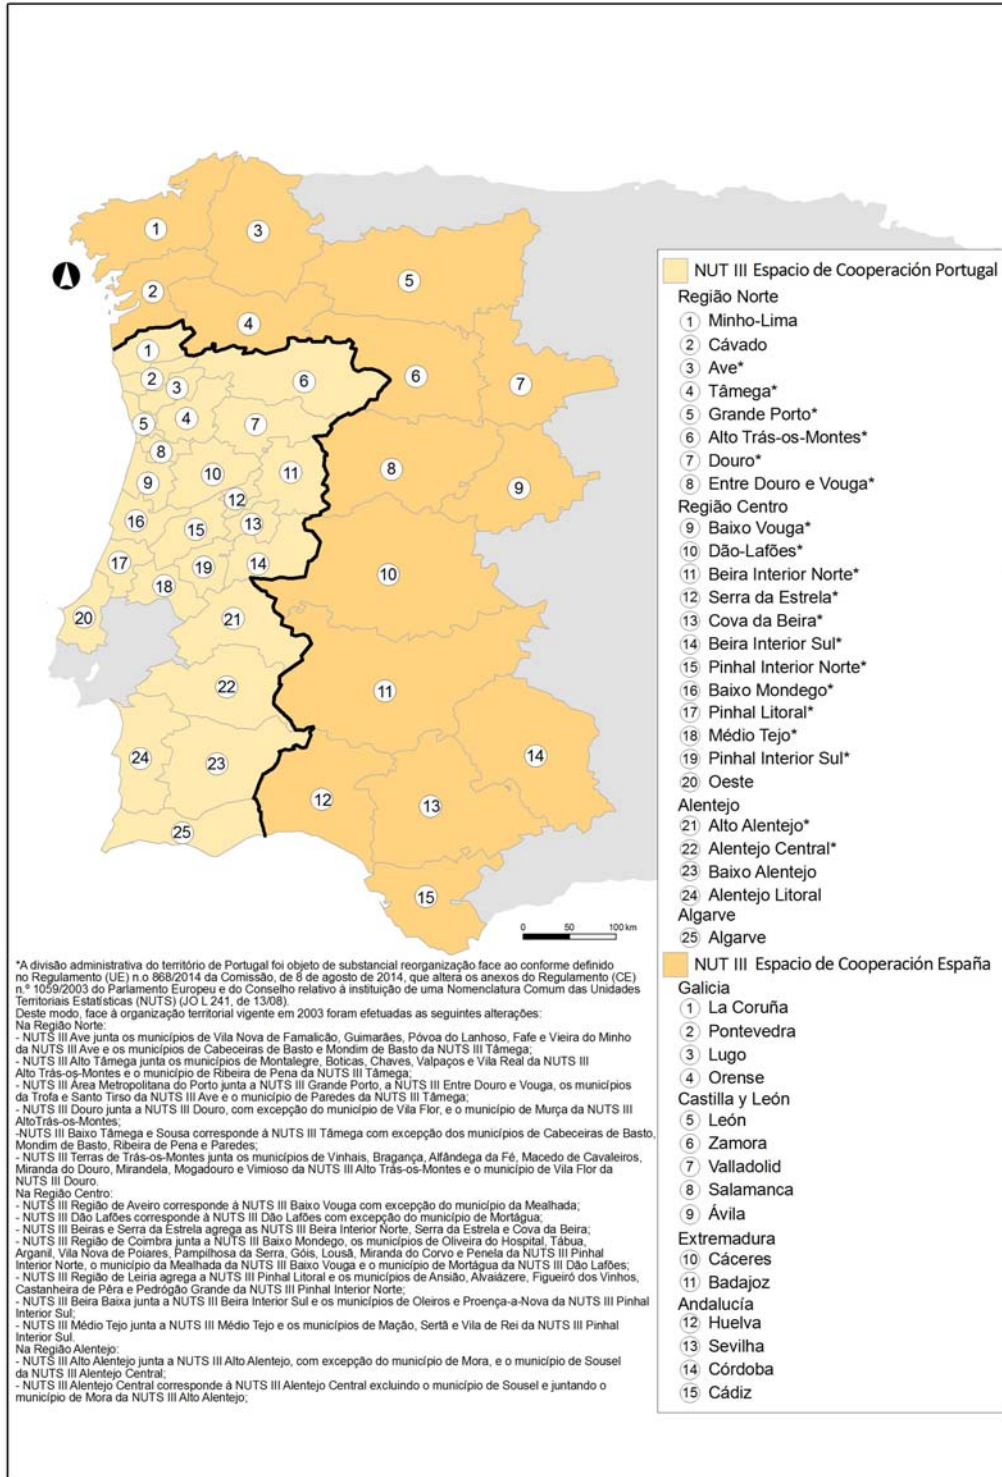 1
3
5
2
4
1
6
6
7
2
3
4
5
7
8
8
10
11
9
9
12
16
15
13
17
19
14
10
18
20
21
22
11
24
23
14
12
13
25
15
0 50 100 km
NUT III Espacio de Cooperación Portugal
Região Norte
1 Minho-Lima
2 Cávado
3 Ave*
4 Tâmega*
5 Grande Porto*
6 Alto Trás-os-Montes*
7 Douro*
8 Entre Douro e Vouga*
Região Centro
9 Baixo Vouga*
10 Dão-Lafões*
11 Beira Interior Norte*
12 Serra da Estrela*
13 Cova da Beira*
14 Beira Interior Sul*
15 Pinhal Interior Norte*
16 Baixo Mondego*
17 Pinhal Litoral*
18 Médio Tejo*
19 Pinhal Interior Sul*
20 Oeste
Alentejo
21 Alto Alentejo*
22 Alentejo Central*
23 Baixo Alentejo
24 Alentejo Litoral
Algarve
25 Algarve
NUT III Espacio de Cooperación España
Galicia
1 La Coruña
2 Pontevedra
3 Lugo
4 Orense
Castilla y León
5 León
6 Zamora
7 Valladolid
8 Salamanca
9 Ávila
Extremadura
10 Cáceres
11 Badajoz
Andalucía
12 Huelva
13 Sevilha
14 Córdoba
15 Cádiz
*A divisão administrativa do território de Portugal foi objeto de substancial reorganização face ao conforme definido
no Regulamento (UE) n.o 868/2014 da Comissão, de 8 de agosto de 2014, que altera os anexos do Regulamento (CE)
n.º 1059/2003 do Parlamento Europeu e do Conselho relativo à instituição de uma Nomenclatura Comum das Unidades
Territoriais Estatísticas (NUTS) (JO L 241, de 13/08).
Deste modo, face à organização territorial vigente em 2003 foram efetuadas as seguintes alterações:
Na Região Norte:
- NUTS III Ave junta os municípios de Vila Nova de Famalicão, Guimarães, Póvoa do Lanhoso, Fafe e Vieira do Minho
da NUTS III Ave e os municípios de Cabeceiras de Basto e Mondim de Basto da NUTS III Tâmega;
- NUTS III Alto Tâmega junta os municípios de Montalegre, Boticas, Chaves, Valpaços e Vila Real da NUTS III
Alto Trás-os-Montes e o município de Ribeira de Pena da NUTS III Tâmega;
- NUTS III Área Metropolitana do Porto junta a NUTS III Grande Porto, a NUTS III Entre Douro e Vouga, os municípios
da Trofa e Santo Tirso da NUTS III Ave e o município de Paredes da NUTS III Tâmega;
- NUTS III Douro junta a NUTS III Douro, com excepção do município de Vila Flor, e o município de Murça da NUTS III
AltoTrás-os-Montes;
-NUTS III Baixo Tâmega e Sousa corresponde à NUTS III Tâmega com excepção dos municípios de Cabeceiras de Basto,
Mondim de Basto, Ribeira de Pena e Paredes;
- NUTS III Terras de Trás-os-Montes junta os municípios de Vinhais, Bragança, Alfândega da Fé, Macedo de Cavaleiros,
Miranda do Douro, Mirandela, Mogadouro e Vimioso da NUTS III Alto Trás-os-Montes e o município de Vila Flor da
NUTS III Douro.
Na Região Centro:
- NUTS III Região de Aveiro corresponde à NUTS III Baixo Vouga com excepção do município da Mealhada;
- NUTS III Dão Lafões corresponde à NUTS III Dão Lafões com excepção do município de Mortágua;
- NUTS III Beiras e Serra da Estrela agrega as NUTS III Beira Interior Norte, Serra da Estrela e Cova da Beira;
- NUTS III Região de Coimbra junta a NUTS III Baixo Mondego, os municípios de Oliveira do Hospital, Tábua,
Arganil, Vila Nova de Poiares, Pampilhosa da Serra, Góis, Lousã, Miranda do Corvo e Penela da NUTS III Pinhal
Interior Norte, o município da Mealhada da NUTS III Baixo Vouga e o município de Mortágua da NUTS III Dão Lafões;
- NUTS III Região de Leiria agrega a NUTS III Pinhal Litoral e os municípios de Ansião, Alvaiázere, Figueiró dos Vinhos,
Castanheira de Pêra e Pedrógão Grande da NUTS III Pinhal Interior Norte;
- NUTS III Beira Baixa junta a NUTS III Beira Interior Sul e os municípios de Oleiros e Proença-a-Nova da NUTS III Pinhal
Interior Sul;
- NUTS III Médio Tejo junta a NUTS III Médio Tejo e os municípios de Mação, Sertã e Vila de Rei da NUTS III Pinhal
Interior Sul.
Na Região Alentejo:
- NUTS III Alto Alentejo junta a NUTS III Alto Alentejo, com excepção do município de Mora, e o município de Sousel
da NUTS III Alentejo Central;
- NUTS III Alentejo Central corresponde à NUTS III Alentejo Central excluindo o município de Sousel e juntando o
município de Mora da NUTS III Alto Alentejo;